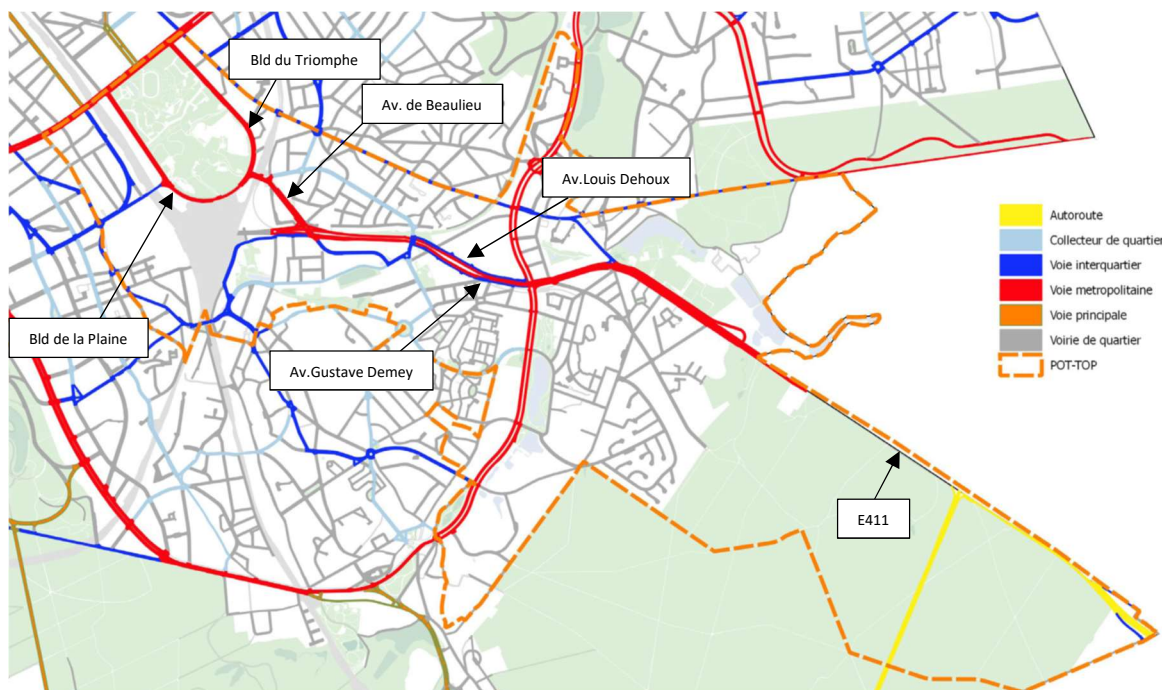 Bld du Triomphe
Av. de Beaulieu
Av.Louis Dehoux
Autoroute
Collecteur de quartier
Voie interquartier
Voie metropolitaine
Bld de la Plaine
Voie principale
Voirie de quartier
Av.Gustave Demey
POT-TOP
E411